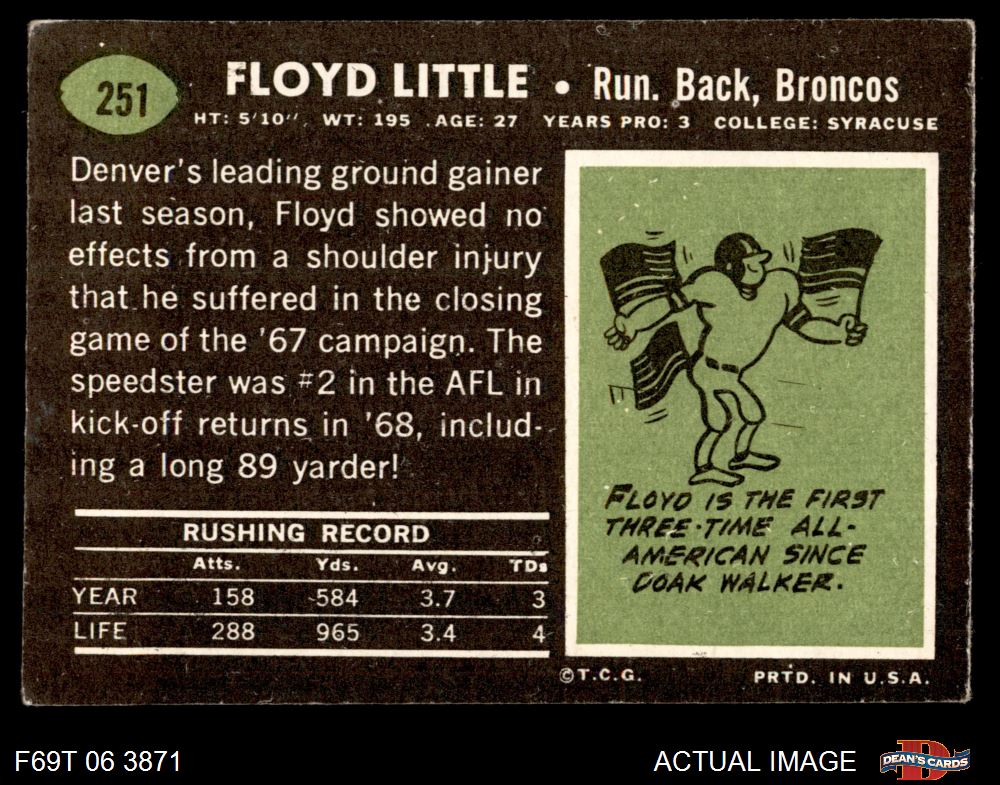 251
FLOYD LITTLE • Run. Back, Broncos
HT: 5'10". WT: 195 .AGE: 27 YEARS PRO: 3 COLLEGE: SYRACUSE
Denver's leading ground gainer
last season, Floyd showed no
effects from a shoulder injury
that he suffered in the closing
game of the '67 campaign. The
speedster was #2 in the AFL in
kick-off returns in '68, includ-
ing a long 89 yarder!
RUSHING RECORD
Atts. Yds. Avg. TDs
YEAR 158 584 3.7 3
LIFE 288 965 3.4 4
FLOYD IS THE FIRST
THREE-TIME ALL-
AMERICAN SINCE
DOAK WALKER.
©T.C.G. PRTD. IN U.S.A.
F69T 06 3871
ACTUAL IMAGE
D
DEAN'S CARDS